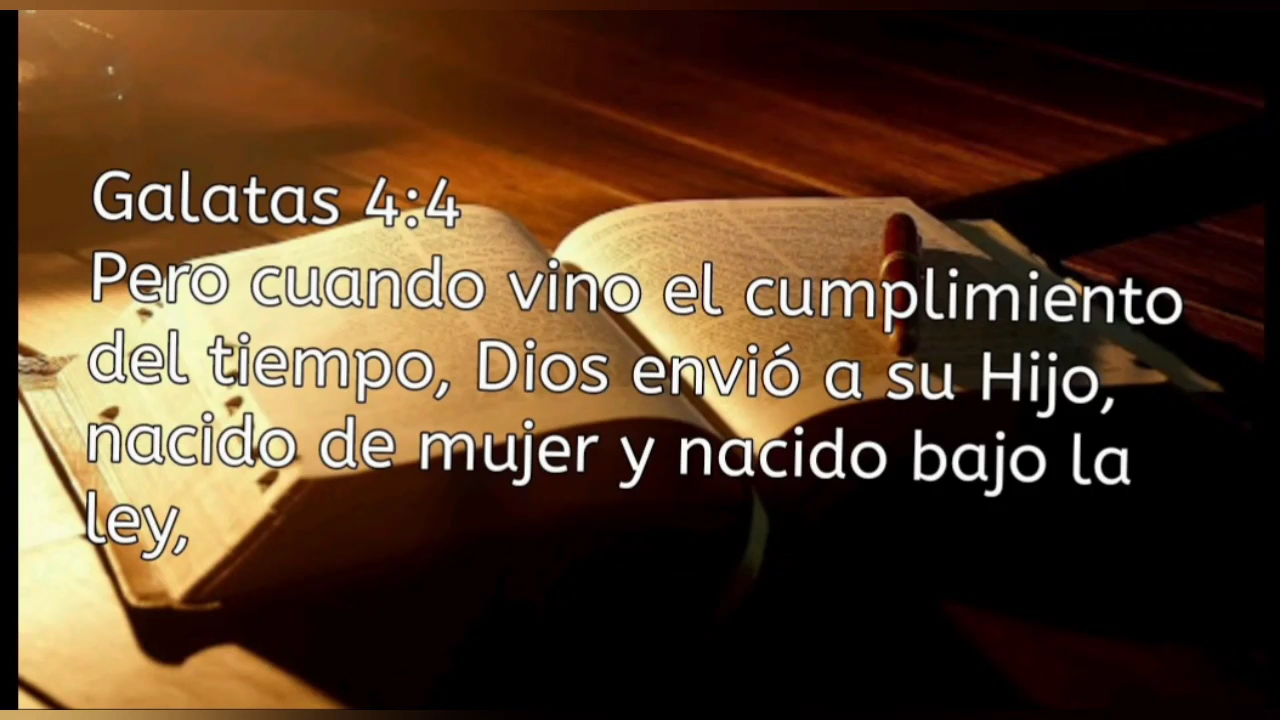 Galatas 4:4
Pero cuando vino el cumplimiento
del tiempo, Dios envió a su Hijo,
nacido de mujer y nacido bajo la
ley,